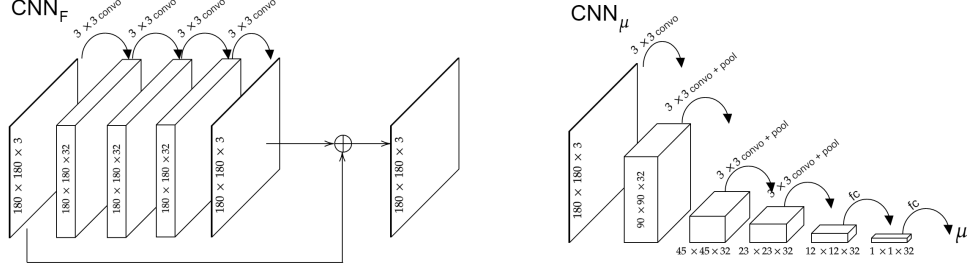 CNN_F
3 × 3 convo
3 × 3 convo
3 × 3 convo
3 × 3 convo
180 × 180 × 3
180 × 180 × 32
180 × 180 × 32
180 × 180 × 32
180 × 180 × 3
180 × 180 × 3
CNN_μ
3 × 3 convo
3 × 3 convo + pool
3 × 3 convo + pool
3 × 3 convo + pool
fc
fc
180 × 180 × 3
90 × 90 × 32
45 × 45 × 32
23 × 23 × 32
12 × 12 × 32
1 × 1 × 32
μ